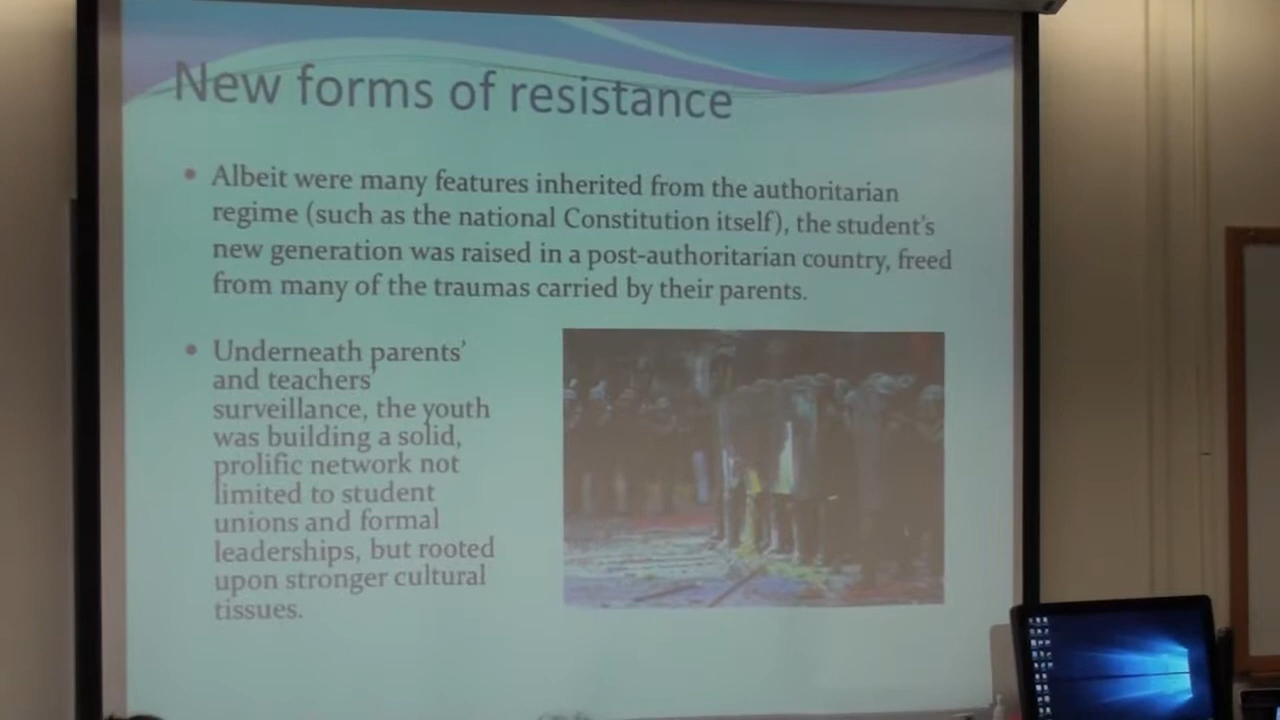 New forms of resistance
• Albeit were many features inherited from the authoritarian
regime (such as the national Constitution itself), the student's
new generation was raised in a post-authoritarian country, freed
from many of the traumas carried by their parents.
• Underneath parents'
and teachers'
surveillance, the youth
was building a solid,
prolific network not
limited to student
unions and formal
leaderships, but rooted
upon stronger cultural
tissues.